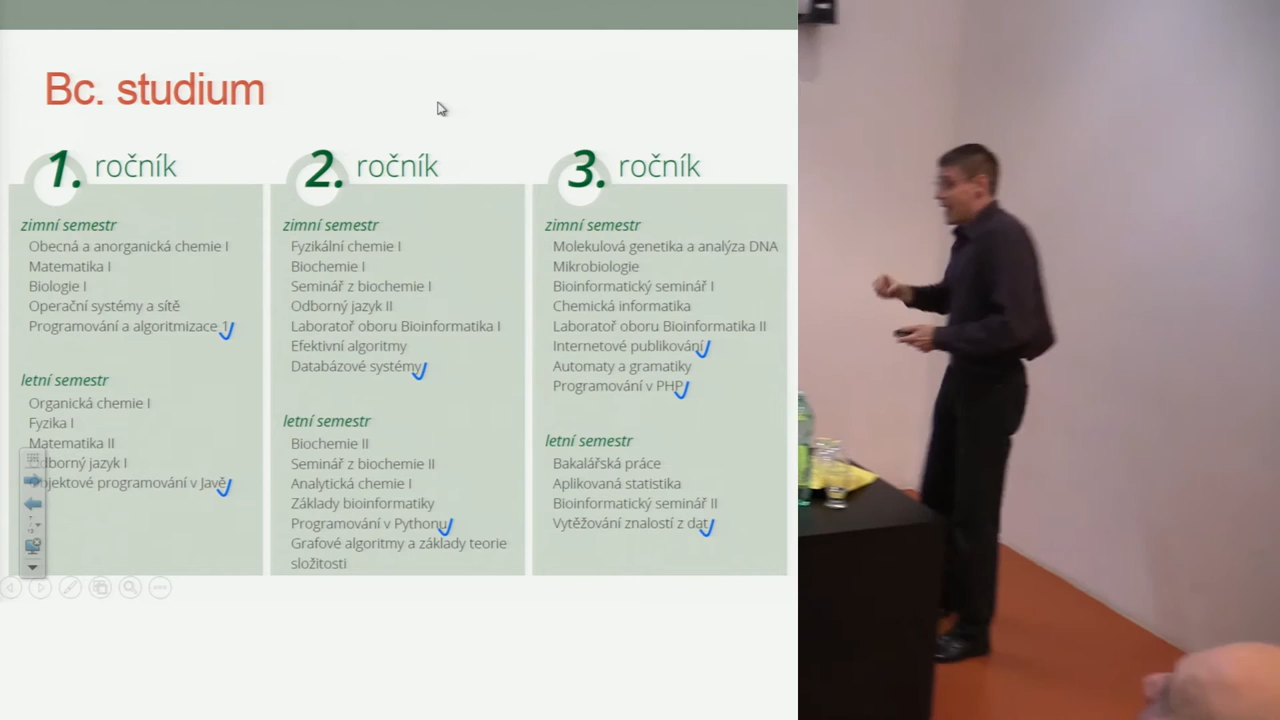 Bc. studium
1. ročník
zimní semestr
Obecná a anorganická chemie I
Matematika I
Biologie I
Operační systémy a sítě
Programování a algoritmizace 1
letní semestr
Organická chemie I
Fyzika I
Matematika II
Odborný jazyk I
Objektové programování v Javě
2. ročník
zimní semestr
Fyzikální chemie I
Biochemie I
Seminář z biochemie I
Odborný jazyk II
Laboratoř oboru Bioinformatika I
Efektivní algoritmy
Databázové systémy
letní semestr
Biochemie II
Seminář z biochemie II
Analytická chemie I
Základy bioinformatiky
Programování v Pythonu
Grafové algoritmy a základy teorie
složitosti
3. ročník
zimní semestr
Molekulová genetika a analýza DNA
Mikrobiologie
Bioinformatický seminář I
Chemická informatika
Laboratoř oboru Bioinformatika II
Internetové publikování
Automaty a gramatiky
Programování v PHP
letní semestr
Bakalářská práce
Aplikovaná statistika
Bioinformatický seminář II
Vytěžování znalostí z dat